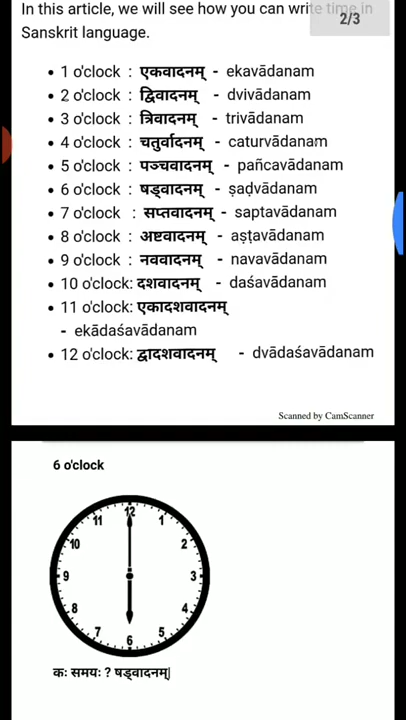 In this article, we will see how you can write time in
2/3
Sanskrit language.
• 1 o'clock : एकवादनम् - ekavādanam
• 2 o'clock : द्विवादनम् - dvivādanam
• 3 o'clock : त्रिवादनम् - trivādanam
• 4 o'clock : चतुर्वादनम् - caturvādanam
• 5 o'clock : पञ्चवादनम् - pañcavādanam
• 6 o'clock : षड्वादनम् - ṣaḍvādanam
• 7 o'clock : सप्तवादनम् - saptavādanam
• 8 o'clock : अष्टवादनम् - aṣṭavādanam
• 9 o'clock : नववादनम् - navavādanam
• 10 o'clock: दशवादनम् - daśavādanam
• 11 o'clock: एकादशवादनम्
- ekādaśavādanam
• 12 o'clock: द्वादशवादनम् - dvādaśavādanam
Scanned by CamScanner
6 o'clock
12
11 1
10 2
9 3
8 4
7 5
6
कः समयः ? षड्वादनम्|